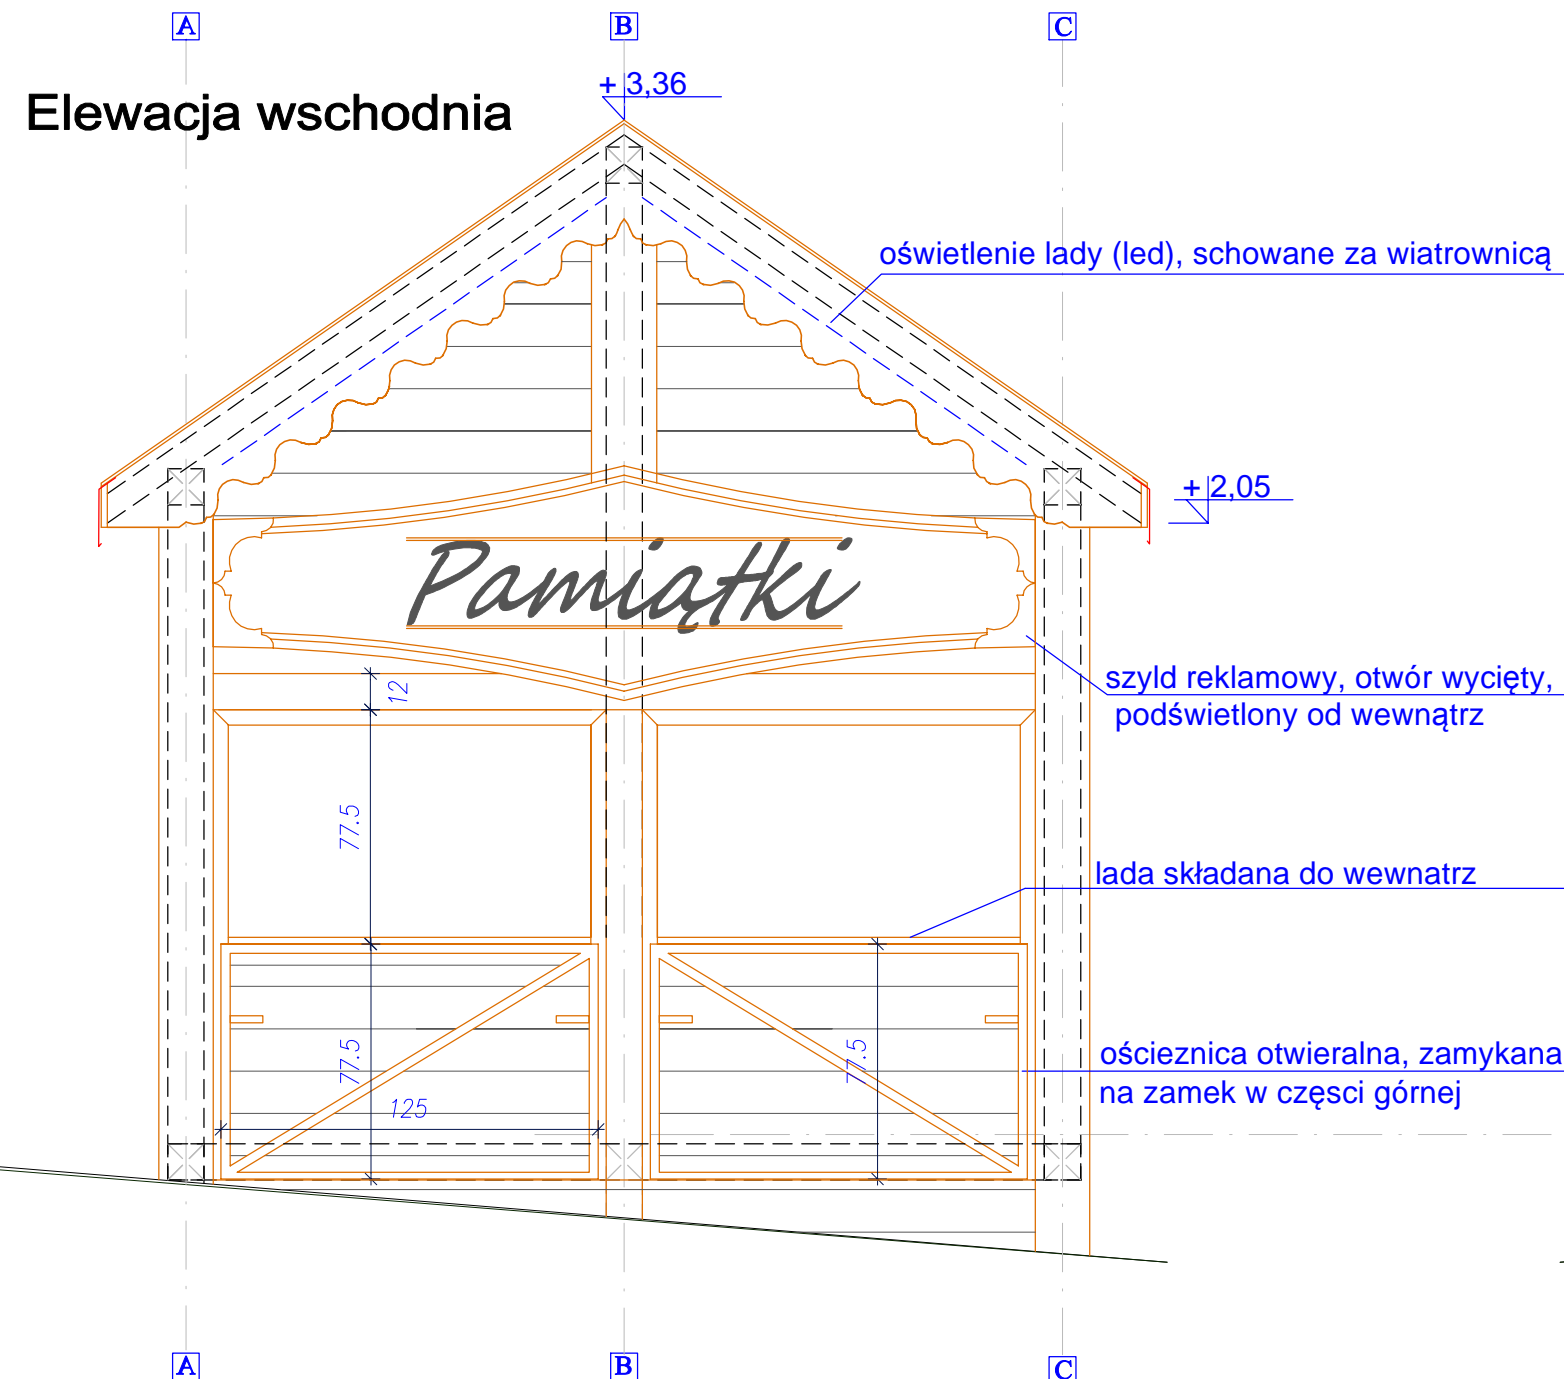 A B C
+ 3,36
Elewacja wschodnia
oświetlenie lady (led), schowane za wiatrownicą
+ 2,05
Pamiątki
szyld reklamowy, otwór wycięty,
podświetlony od wewnątrz
12
77.5
lada składana do wewnatrz
77.5
77.5
ościeznica otwieralna, zamykana
na zamek w częsci górnej
125
A B C